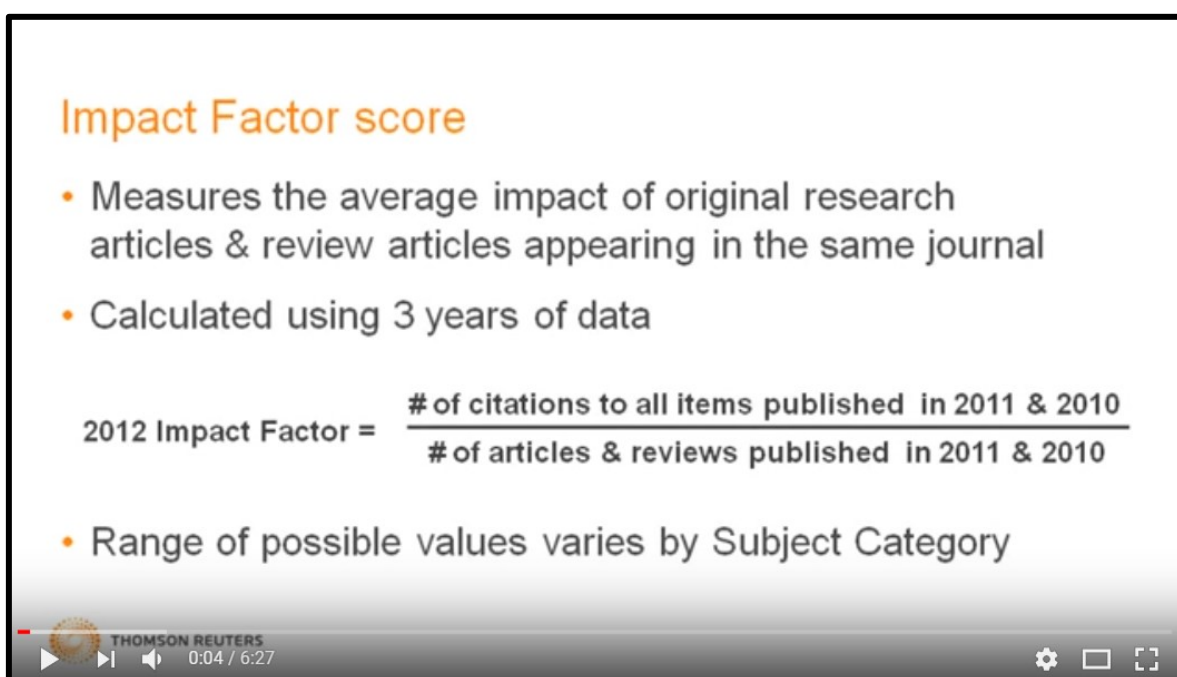 Impact Factor score
• Measures the average impact of original research
articles & review articles appearing in the same journal
• Calculated using 3 years of data
2012 Impact Factor =
# of citations to all items published in 2011 & 2010
# of articles & reviews published in 2011 & 2010
• Range of possible values varies by Subject Category
THOMSON REUTERS
0:04 / 6:27